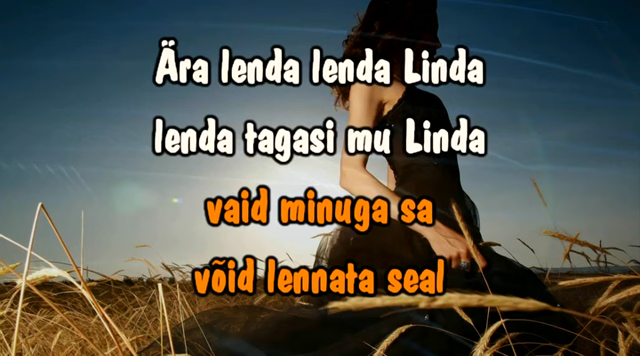 Ära lenda lenda Linda
lenda tagasi mu Linda
vaid minuga sa
võid lennata seal